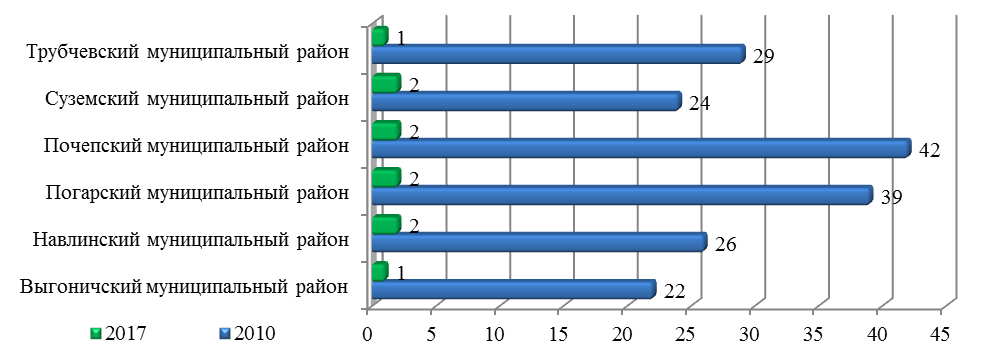 Трубчевский муниципальный район 1 29
Суземский муниципальный район 2 24
Почепский муниципальный район 2 42
Погарский муниципальный район 2 39
Навлинский муниципальный район 2 26
Выгоничский муниципальный район 1 22
0 5 10 15 20 25 30 35 40 45
2017 2010